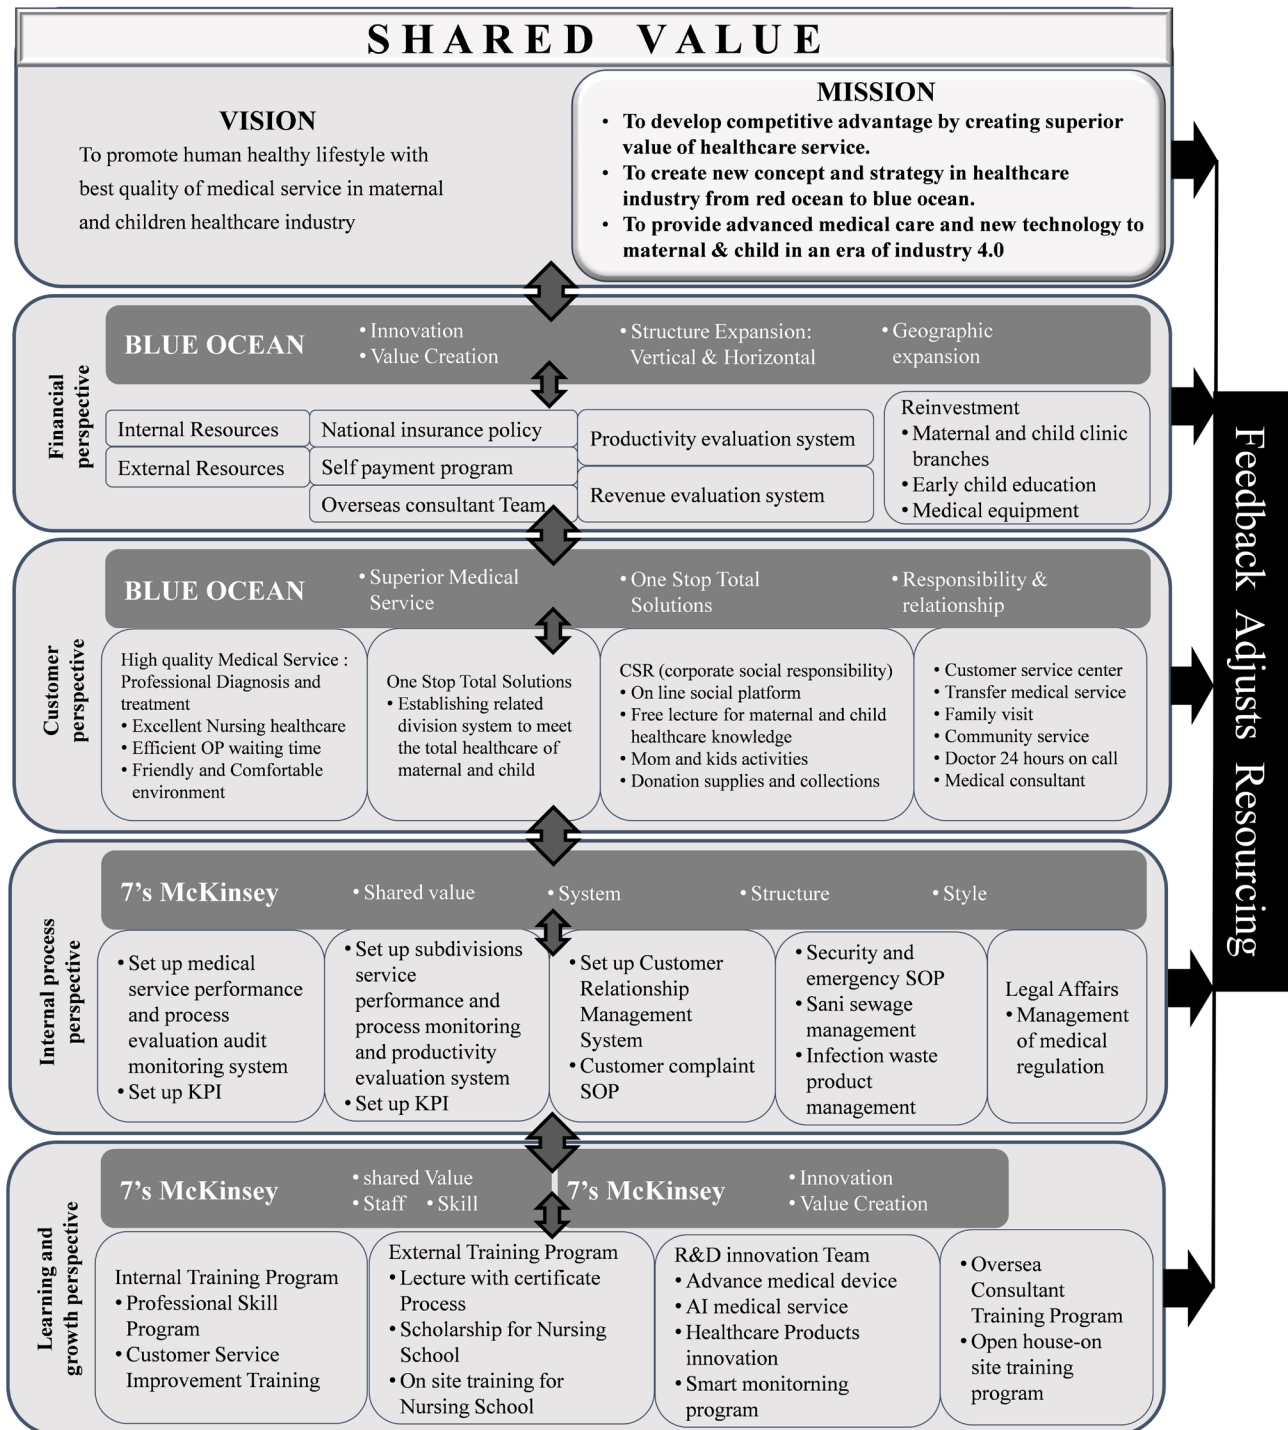 SHARED VALUE
VISION
To promote human healthy lifestyle with
best quality of medical service in maternal
and children healthcare industry
MISSION
• To develop competitive advantage by creating superior
value of healthcare service.
• To create new concept and strategy in healthcare
industry from red ocean to blue ocean.
• To provide advanced medical care and new technology to
maternal & child in an era of industry 4.0
Financial
perspective
BLUE OCEAN
• Innovation
• Value Creation
• Structure Expansion:
Vertical & Horizontal
• Geographic
expansion
Internal Resources
External Resources
National insurance policy
Self payment program
Overseas consultant Team
Productivity evaluation system
Revenue evaluation system
Reinvestment
• Maternal and child clinic
branches
• Early child education
• Medical equipment
Customer
perspective
BLUE OCEAN
• Superior Medical
Service
• One Stop Total
Solutions
• Responsibility &
relationship
High quality Medical Service :
Professional Diagnosis and
treatment
• Excellent Nursing healthcare
• Efficient OP waiting time
• Friendly and Comfortable
environment
One Stop Total Solutions
• Establishing related
division system to meet
the total healthcare of
maternal and child
CSR (corporate social responsibility)
• On line social platform
• Free lecture for maternal and child
healthcare knowledge
• Mom and kids activities
• Donation supplies and collections
• Customer service center
• Transfer medical service
• Family visit
• Community service
• Doctor 24 hours on call
• Medical consultant
Internal process
perspective
7’s McKinsey
• Shared value
• System
• Structure
• Style
• Set up medical
service performance
and process
evaluation audit
monitoring system
• Set up KPI
• Set up subdivisions
service
performance and
process monitoring
and productivity
evaluation system
• Set up KPI
• Set up Customer
Relationship
Management
System
• Customer complaint
SOP
• Security and
emergency SOP
• Sani sewage
management
• Infection waste
product
management
Legal Affairs
• Management
of medical
regulation
Learning and
growth perspective
7’s McKinsey
• shared Value
• Staff • Skill
7’s McKinsey
• Innovation
• Value Creation
Internal Training Program
• Professional Skill
Program
• Customer Service
Improvement Training
External Training Program
• Lecture with certificate
Process
• Scholarship for Nursing
School
• On site training for
Nursing School
R&D innovation Team
• Advance medical device
• AI medical service
• Healthcare Products
innovation
• Smart monitorning
program
• Oversea
Consultant
Training Program
• Open house-on
site training
program
Feedback Adjusts Resourcing